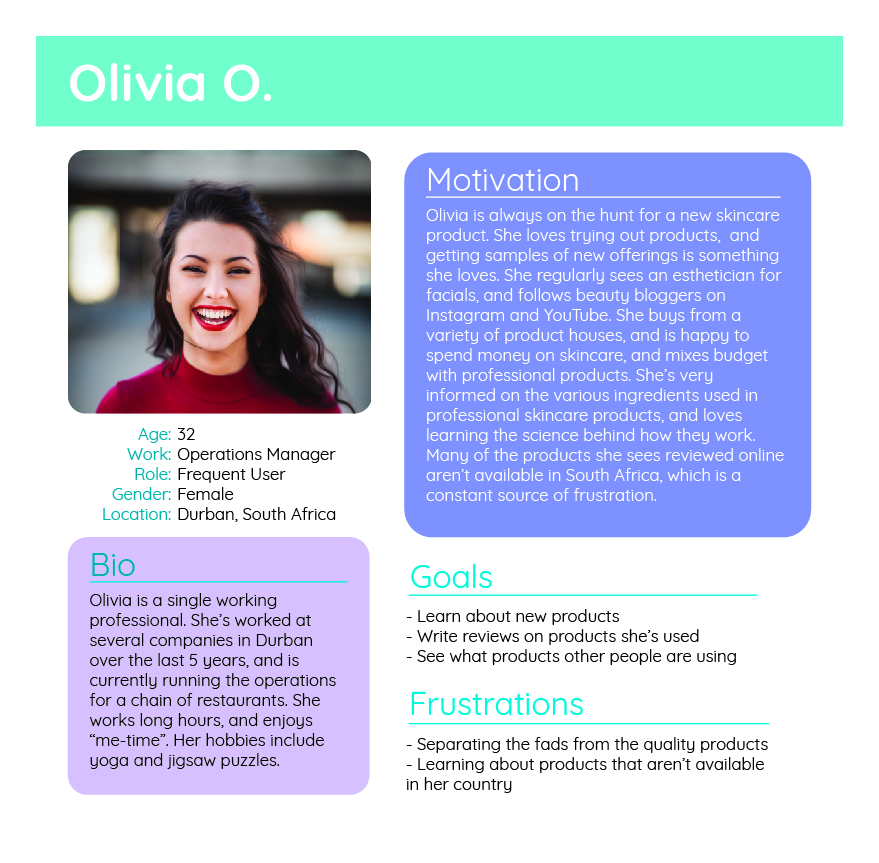 Olivia O.
Age: 32
Work: Operations Manager
Role: Frequent User
Gender: Female
Location: Durban, South Africa
Bio
Olivia is a single working
professional. She’s worked at
several companies in Durban
over the last 5 years, and is
currently running the operations
for a chain of restaurants. She
works long hours, and enjoys
“me-time”. Her hobbies include
yoga and jigsaw puzzles.
Motivation
Olivia is always on the hunt for a new skincare
product. She loves trying out products,  and
getting samples of new offerings is something
she loves. She regularly sees an esthetician for
facials, and follows beauty bloggers on
Instagram and YouTube. She buys from a
variety of product houses, and is happy to
spend money on skincare, and mixes budget
with professional products. She’s very
informed on the various ingredients used in
professional skincare products, and loves
learning the science behind how they work.
Many of the products she sees reviewed online
aren’t available in South Africa, which is a
constant source of frustration.
Goals
- Learn about new products
- Write reviews on products she’s used
- See what products other people are using
Frustrations
- Separating the fads from the quality products
- Learning about products that aren’t available
in her country